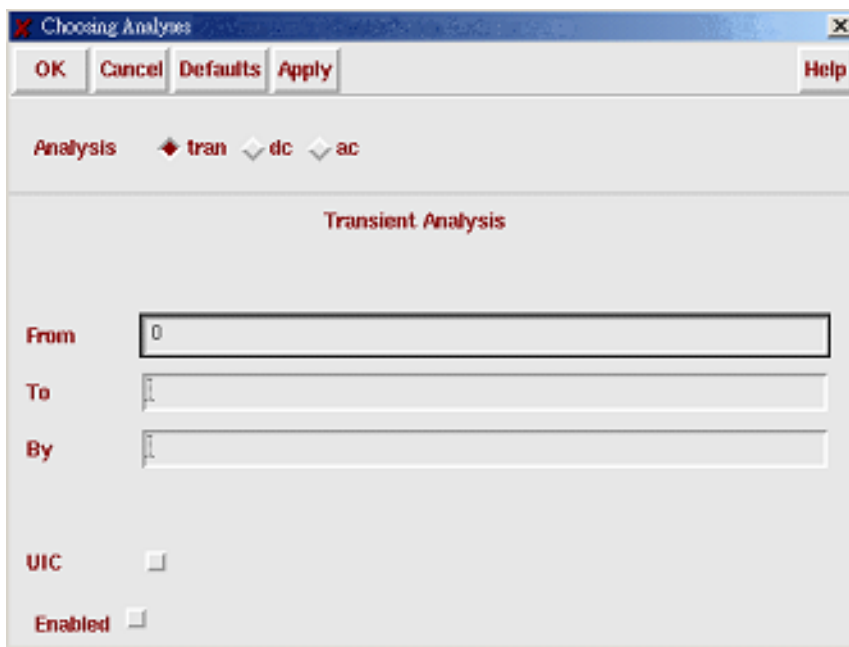 Choosing Analyses
OK Cancel Defaults Apply Help
Analysis tran dc ac
Transient Analysis
From 0
To
By
UIC
Enabled